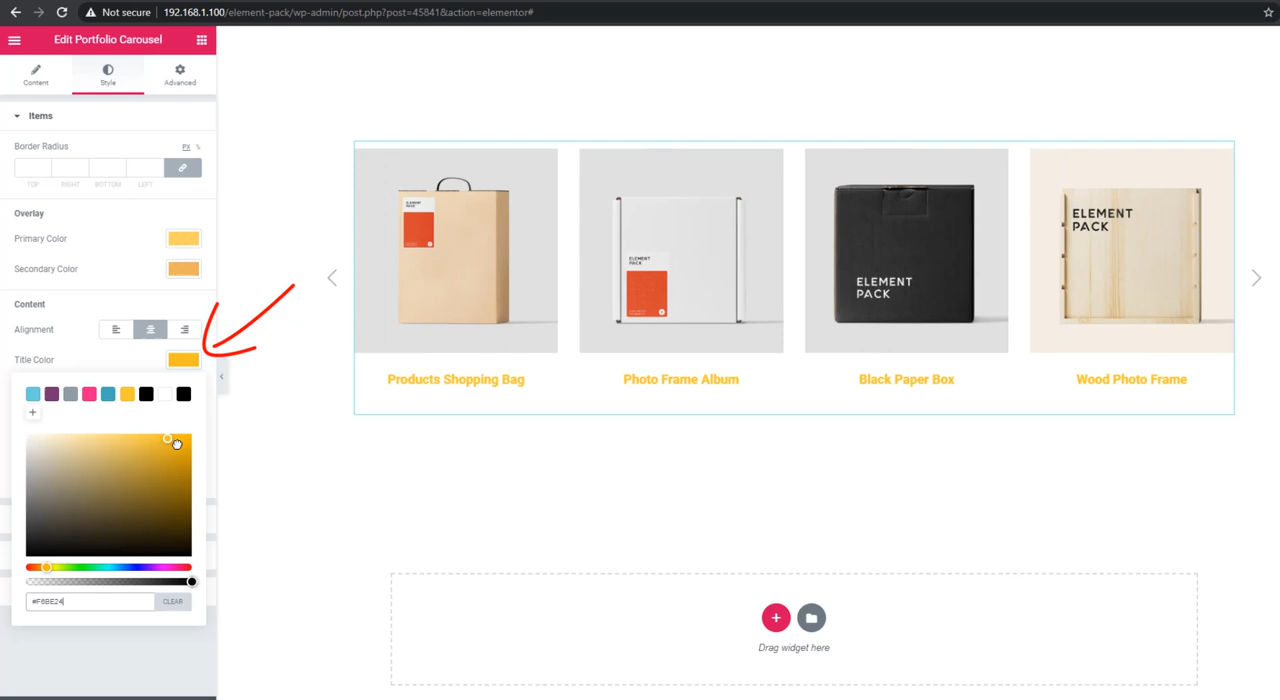 Not secure 192.168.1.100/element-pack/wp-admin/post.php?post=45841&action=elementor#
Edit Portfolio Carousel
Content Style Advanced
Items
Border Radius PX %
TOP RIGHT BOTTOM LEFT
Overlay
Primary Color
Secondary Color
Content
Alignment
Title Color
#F6BE24 CLEAR
ELEMENT
PACK
ELEMENT
PACK
ELEMENT
PACK
ELEMENT
PACK
Products Shopping Bag
Photo Frame Album
Black Paper Box
Wood Photo Frame
Drag widget here